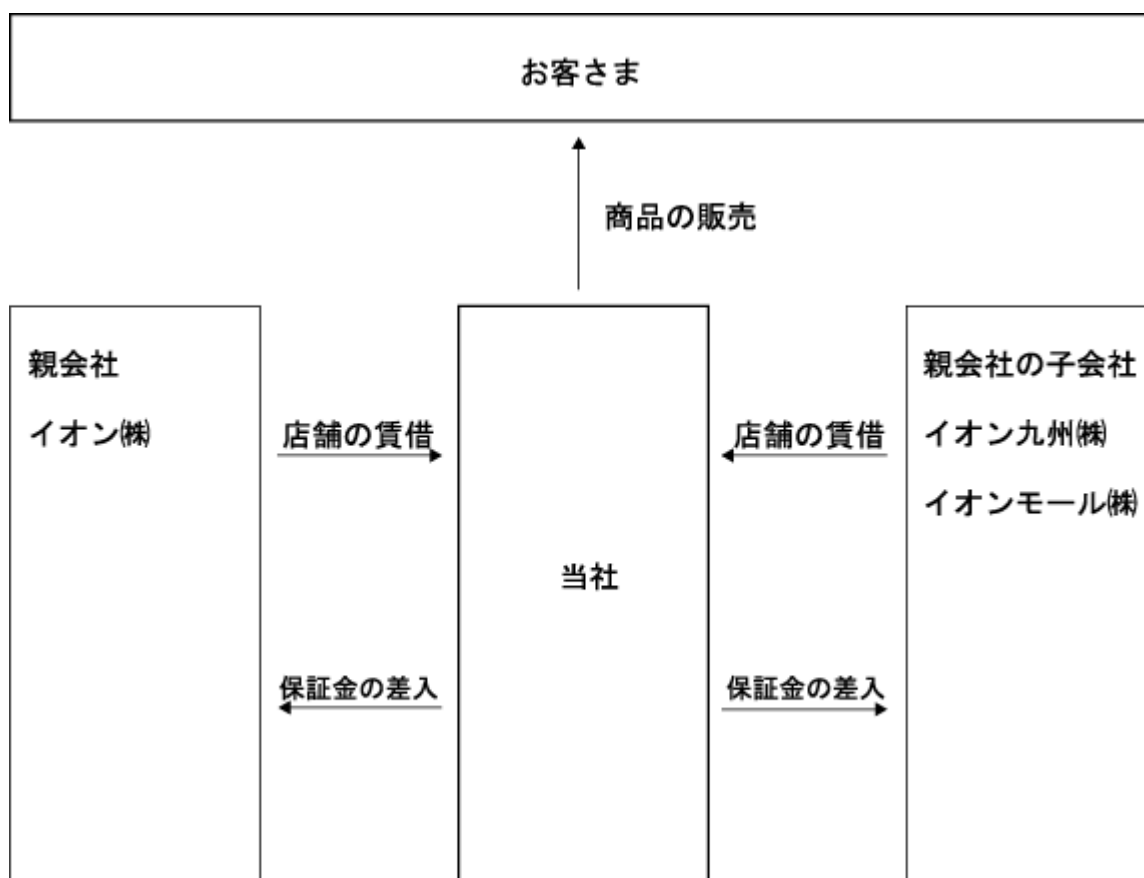 お客さま
商品の販売
親会社
イオン㈱
店舗の賃借
保証金の差入
当社
店舗の賃借
保証金の差入
親会社の子会社
イオン九州㈱
イオンモール㈱